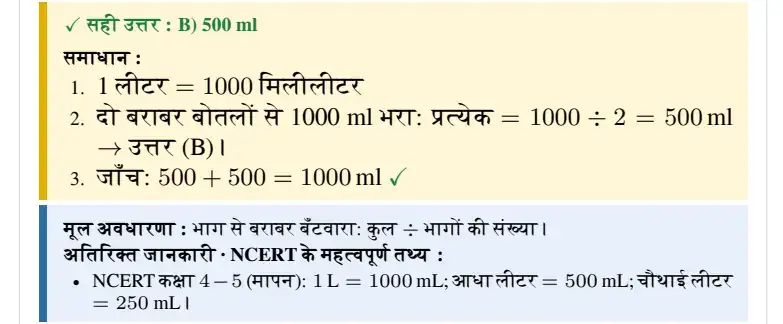 ✓ सही उत्तर : B) 500 ml
समाधान :
1. 1 लीटर = 1000 मिलीलीटर
2. दो बराबर बोतलों से 1000 ml भरा: प्रत्येक = 1000 ÷ 2 = 500 ml
→ उत्तर (B)।
3. जाँच: 500 + 500 = 1000 ml ✓
मूल अवधारणा : भाग से बराबर बँटवारा: कुल ÷ भागों की संख्या।
अतिरिक्त जानकारी · NCERT के महत्वपूर्ण तथ्य :
• NCERT कक्षा 4 – 5 (मापन): 1 L = 1000 mL; आधा लीटर = 500 mL; चौथाई लीटर
= 250 mL।